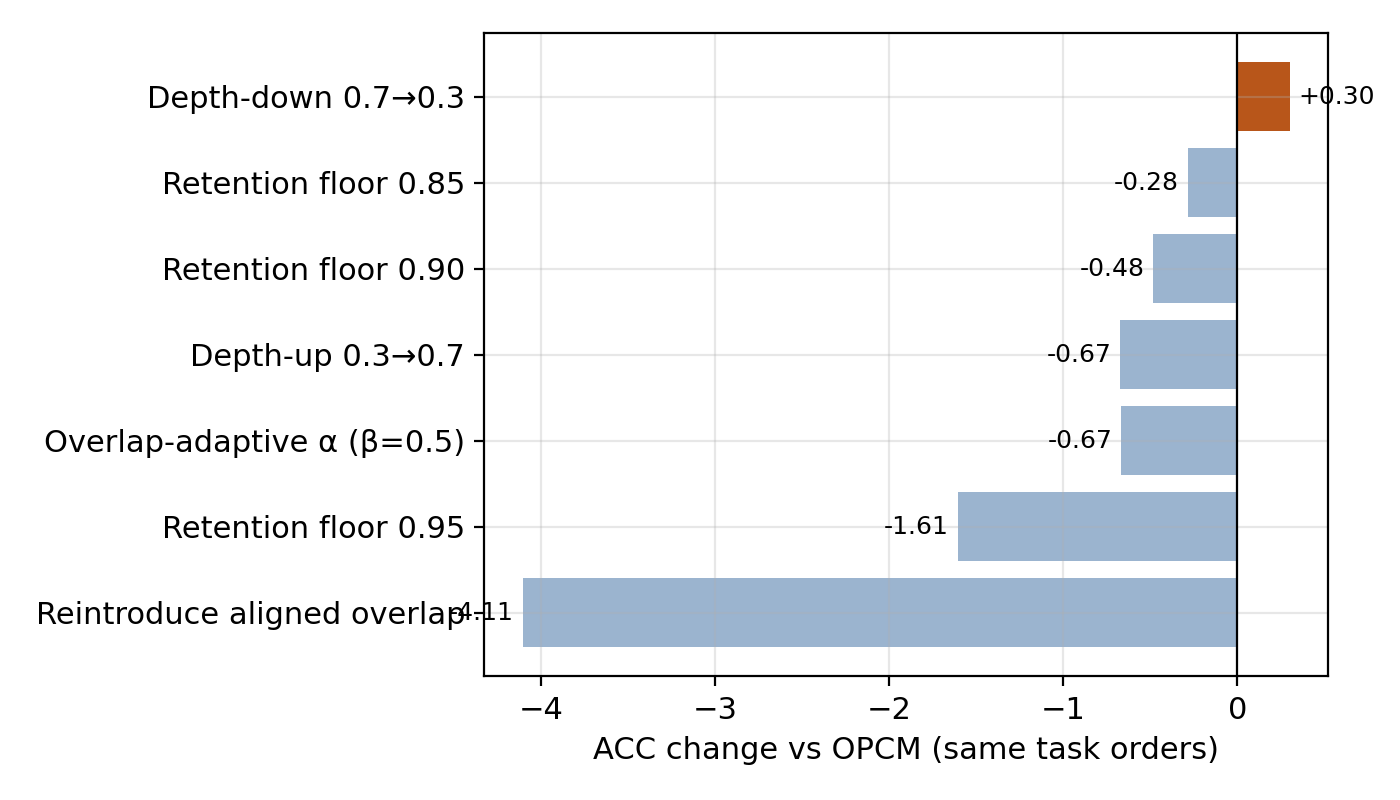 Depth-down 0.7→0.3
+0.30
Retention floor 0.85
-0.28
Retention floor 0.90
-0.48
Depth-up 0.3→0.7
-0.67
Overlap-adaptive α (β=0.5)
-0.67
Retention floor 0.95
-1.61
Reintroduce aligned overlap
-4.11
−4 −3 −2 −1 0
ACC change vs OPCM (same task orders)